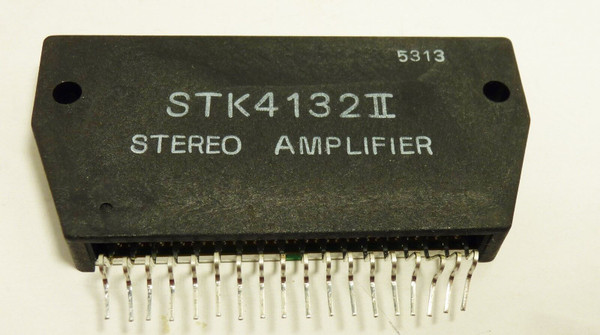 5313
STK4132II
STEREO AMPLIFIER